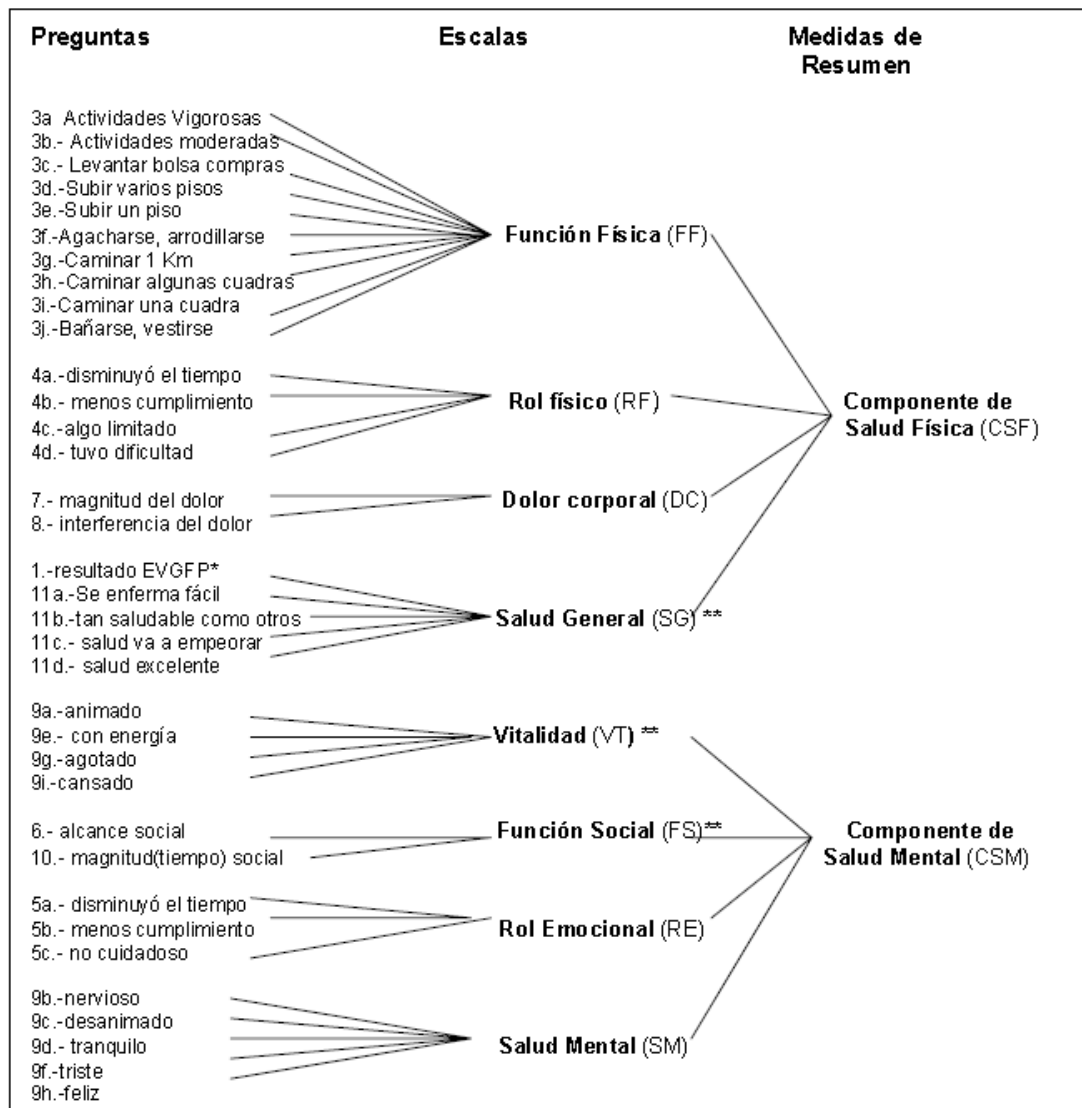 Preguntas
Escalas
Medidas de
Resumen
3a Actividades Vigorosas
3b.- Actividades moderadas
3c.- Levantar bolsa compras
3d.-Subir varios pisos
3e.-Subir un piso
3f.-Agacharse, arrodillarse
3g.-Caminar 1 Km
3h.-Caminar algunas cuadras
3i.-Caminar una cuadra
3j.-Bañarse, vestirse
Función Física (FF)
4a.-disminuyó el tiempo
4b.- menos cumplimiento
4c.-algo limitado
4d.- tuvo dificultad
Rol físico (RF)
Componente de
Salud Física (CSF)
7.- magnitud del dolor
8.- interferencia del dolor
Dolor corporal (DC)
1.-resultado EVGFP*
11a.-Se enferma fácil
11b.-tan saludable como otros
11c.- salud va a empeorar
11d.- salud excelente
Salud General (SG) **
9a.-animado
9e.- con energía
9g.-agotado
9i.-cansado
Vitalidad (VT) **
6.- alcance social
10.- magnitud(tiempo) social
Función Social (FS)**
Componente de
Salud Mental (CSM)
5a.- disminuyó el tiempo
5b.- menos cumplimiento
5c.- no cuidadoso
Rol Emocional (RE)
9b.-nervioso
9c.-desanimado
9d.- tranquilo
9f.-triste
9h.-feliz
Salud Mental (SM)